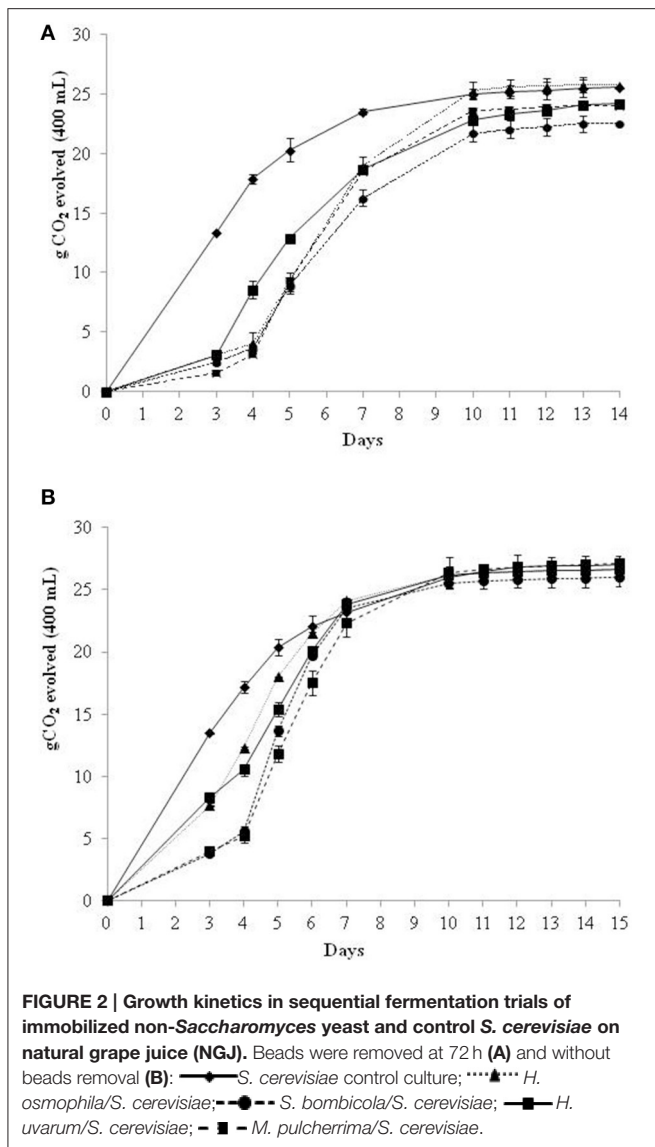 A
g CO₂ evolved (400 mL)
30
25
20
15
10
5
0
0 1 2 3 4 5 6 7 8 9 10 11 12 13 14
Days
B
gCO₂ evolved (400 mL)
30
25
20
15
10
5
0
0 1 2 3 4 5 6 7 8 9 10 11 12 13 14 15
Days
FIGURE 2 | Growth kinetics in sequential fermentation trials of
immobilized non-Saccharomyces yeast and control S. cerevisiae on
natural grape juice (NGJ). Beads were removed at 72 h (A) and without
beads removal (B): S. cerevisiae control culture; H.
osmophila/S. cerevisiae; S. bombicola/S. cerevisiae; H.
uvarum/S. cerevisiae; M. pulcherrima/S. cerevisiae.